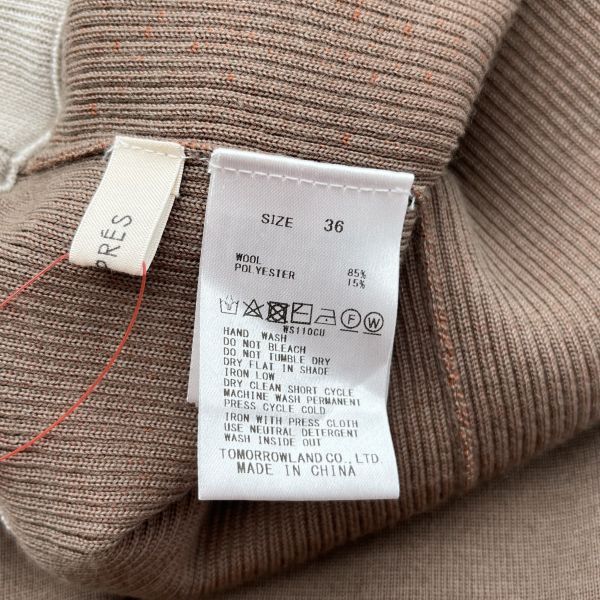 PRÉS
SIZE 36
WOOL 85%
POLYESTER 15%
F W
WS110CU
HAND WASH
DO NOT BLEACH
DO NOT TUMBLE DRY
DRY FLAT IN SHADE
IRON LOW
DRY CLEAN SHORT CYCLE
MACHINE WASH PERMANENT
PRESS CYCLE COLD
IRON WITH PRESS CLOTH
USE NEUTRAL DETERGENT
WASH INSIDE OUT
TOMORROWLAND CO., LTD.
MADE IN CHINA